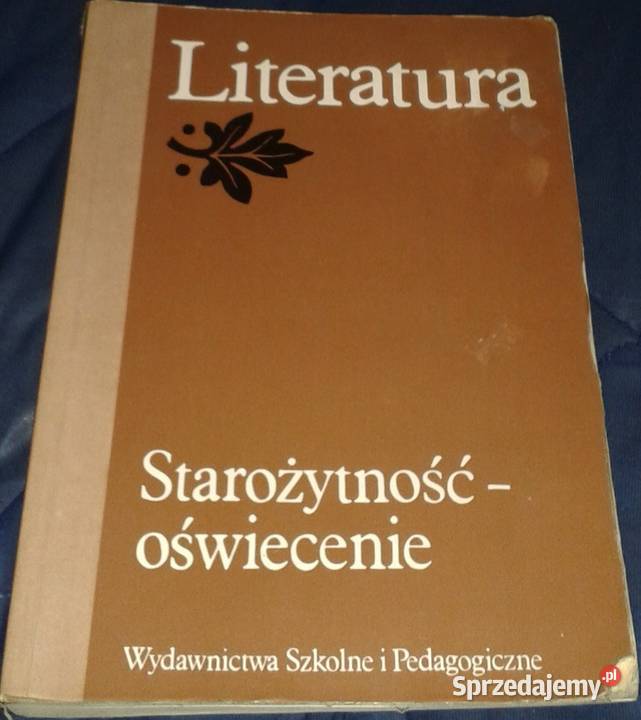 Literatura
Starożytność –
oświecenie
Wydawnictwa Szkolne i Pedagogiczne
Sprzedajemy.pl